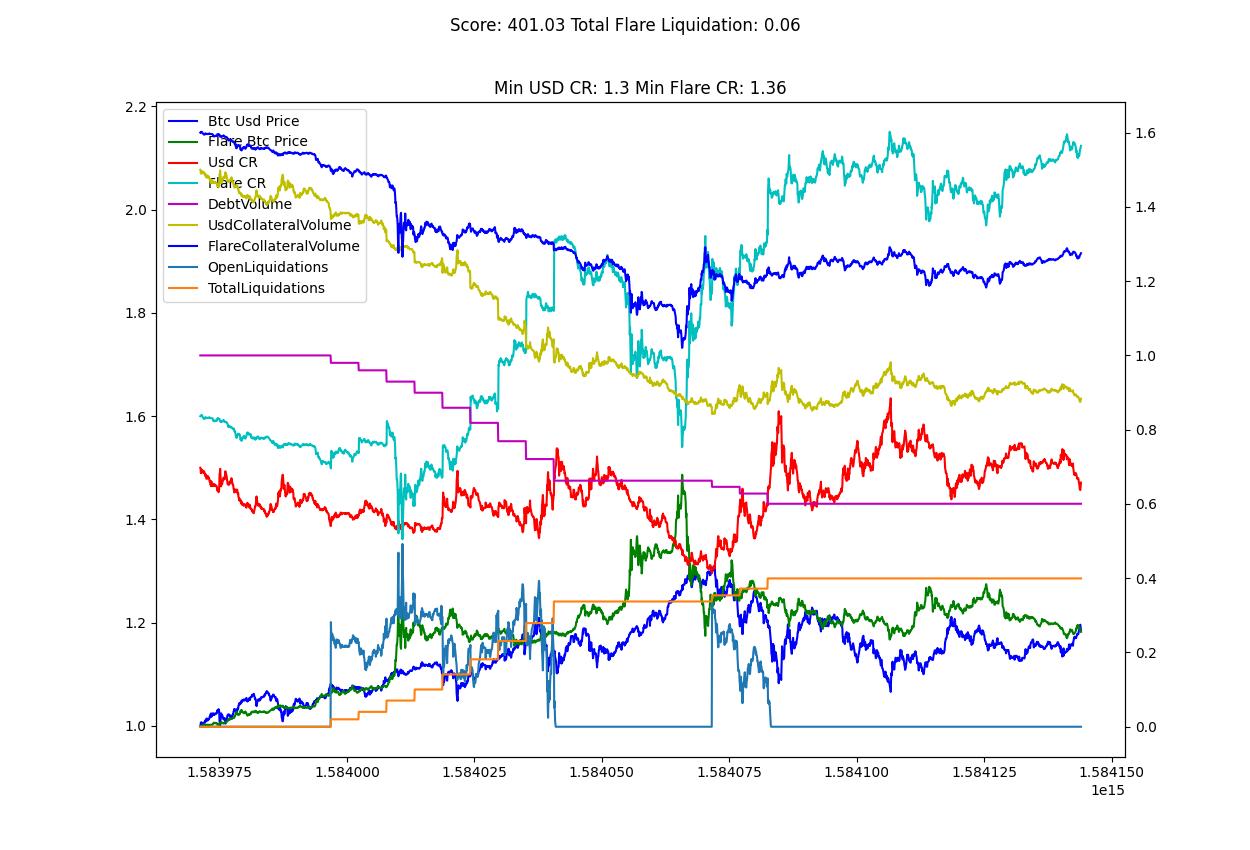 Score: 401.03 Total Flare Liquidation: 0.06
Min USD CR: 1.3 Min Flare CR: 1.36
Btc Usd Price
Flare Btc Price
Usd CR
Flare CR
DebtVolume
UsdCollateralVolume
FlareCollateralVolume
OpenLiquidations
TotalLiquidations
2.2
2.0
1.8
1.6
1.4
1.2
1.0
1.6
1.4
1.2
1.0
0.8
0.6
0.4
0.2
0.0
1.583975 1.584000 1.584025 1.584050 1.584075 1.584100 1.584125 1.584150
1e15